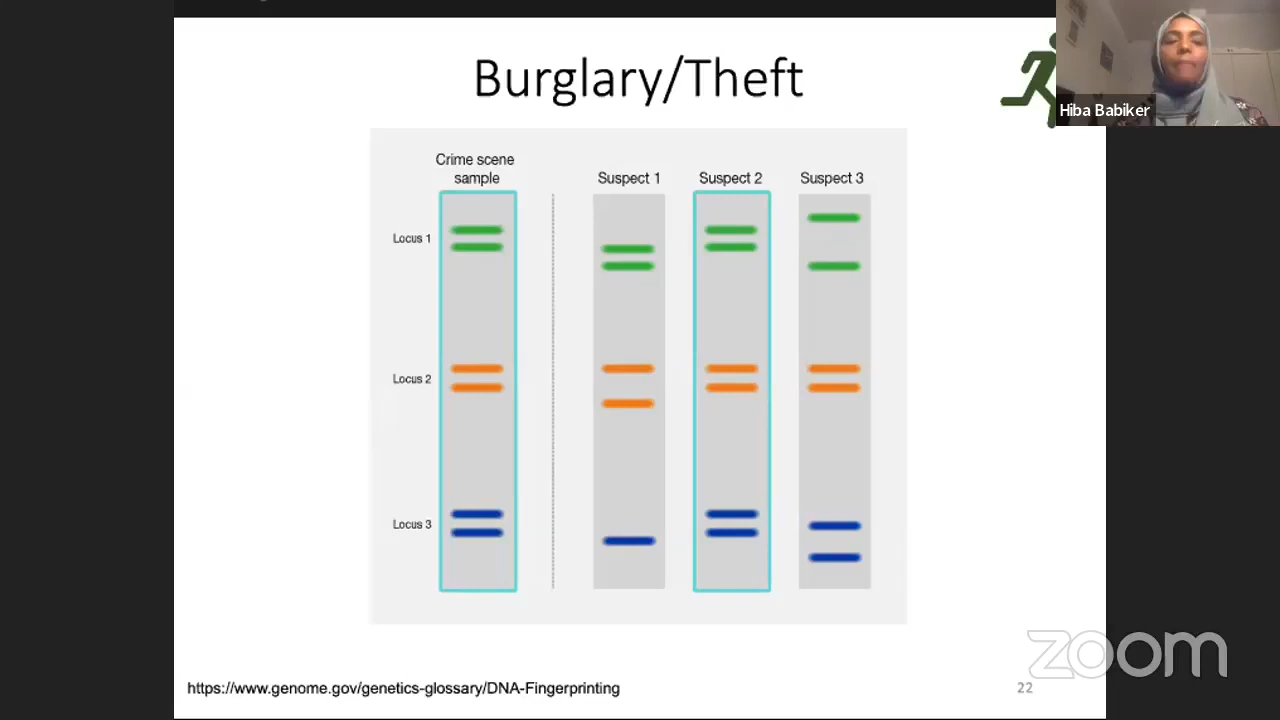 Burglary/Theft
Hiba Babiker
Crime scene
sample
Suspect 1
Suspect 2
Suspect 3
Locus 1
Locus 2
Locus 3
https://www.genome.gov/genetics-glossary/DNA-Fingerprinting
22
zoom